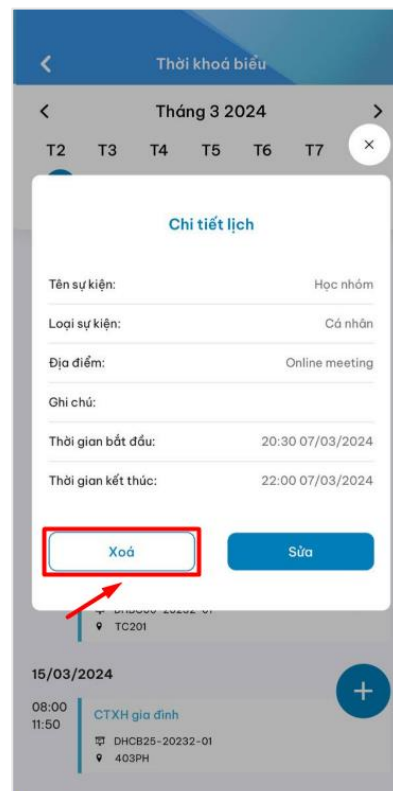 Thời khoá biểu
Tháng 3 2024
T2 T3 T4 T5 T6 T7
Chi tiết lịch
Tên sự kiện: Học nhóm
Loại sự kiện: Cá nhân
Địa điểm: Online meeting
Ghi chú:
Thời gian bắt đầu: 20:30 07/03/2024
Thời gian kết thúc: 22:00 07/03/2024
Xoá Sửa
TC201
15/03/2024
08:00 CTXH gia đình
11:50
DHCB25-20232-01
403PH